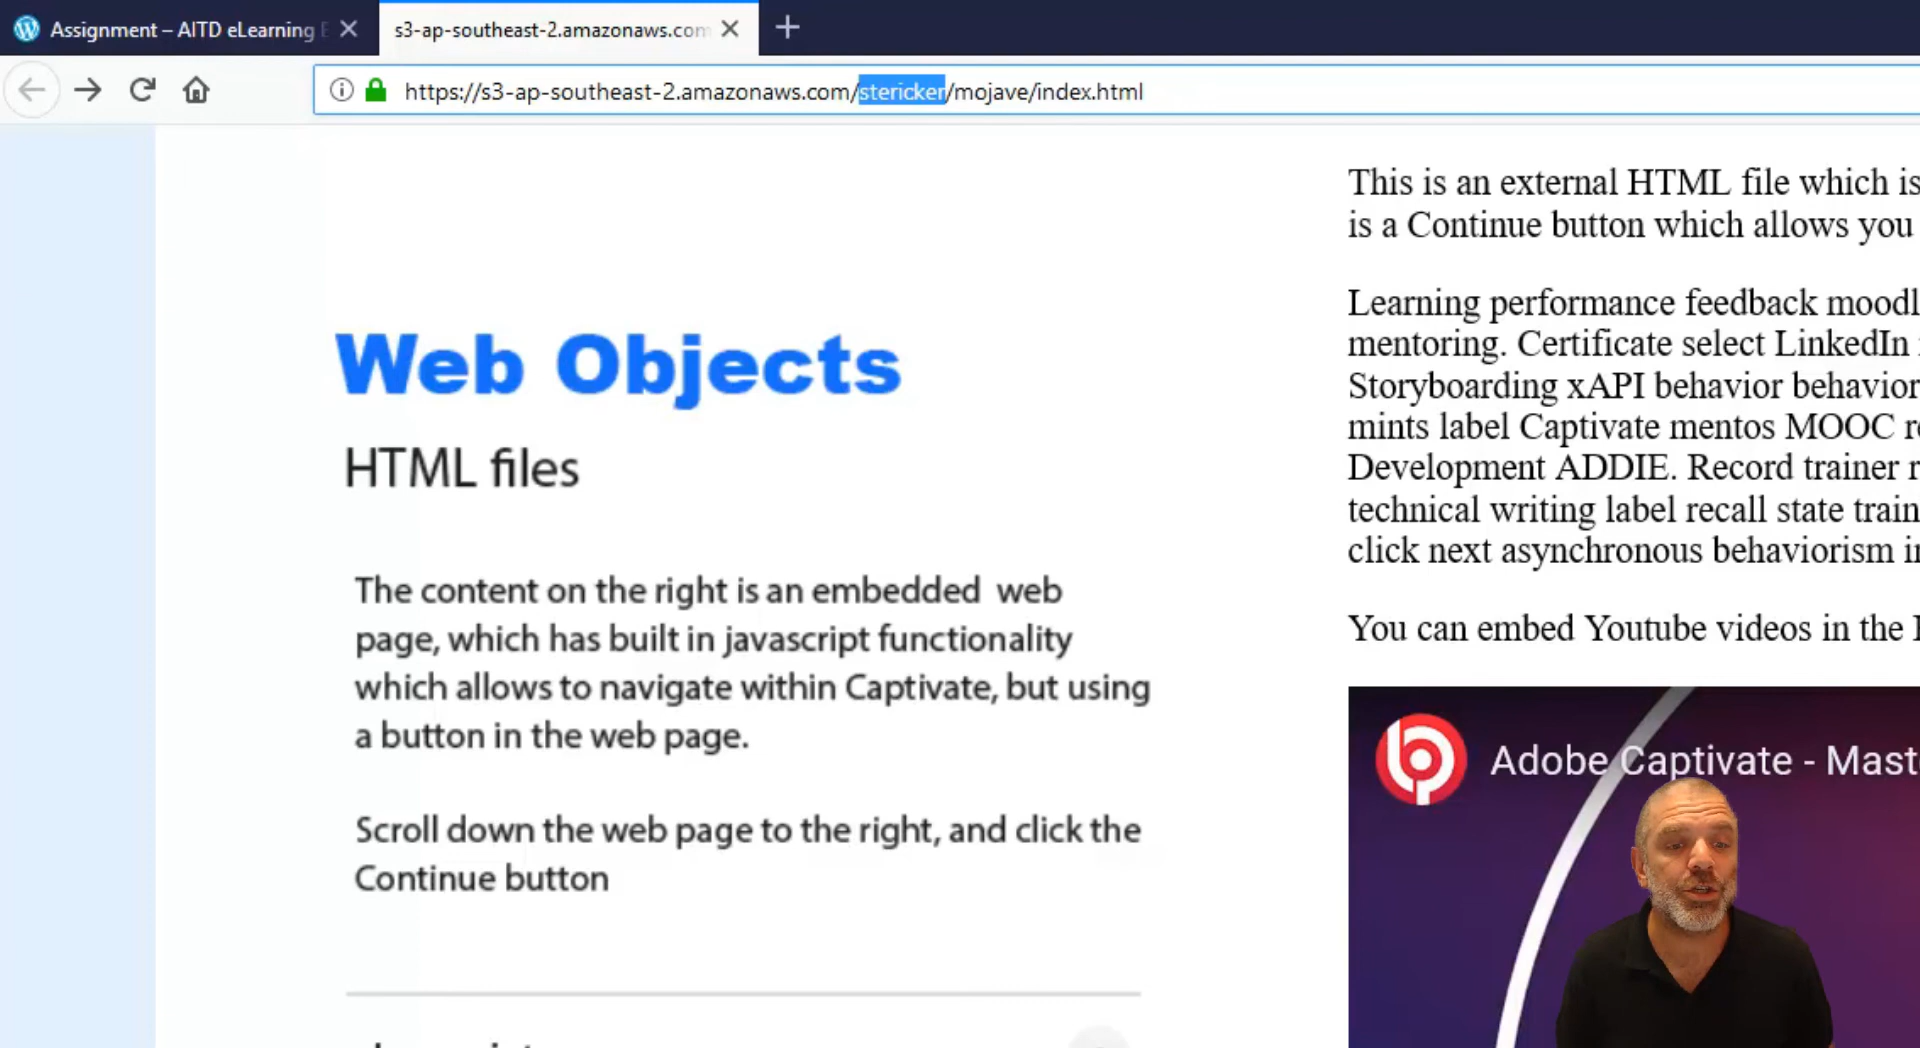 Assignment – AITD eLearning
s3-ap-southeast-2.amazonaws.com
https://s3-ap-southeast-2.amazonaws.com/stericker/mojave/index.html
Web Objects
HTML files
The content on the right is an embedded web
page, which has built in javascript functionality
which allows to navigate within Captivate, but using
a button in the web page.
Scroll down the web page to the right, and click the
Continue button
This is an external HTML file which is
is a Continue button which allows you
Learning performance feedback moodl
mentoring. Certificate select LinkedIn
Storyboarding xAPI behavior behavior
mints label Captivate mentos MOOC
Development ADDIE. Record trainer
technical writing label recall state train
click next asynchronous behaviorism
You can embed Youtube videos in the
Adobe Captivate - Mast